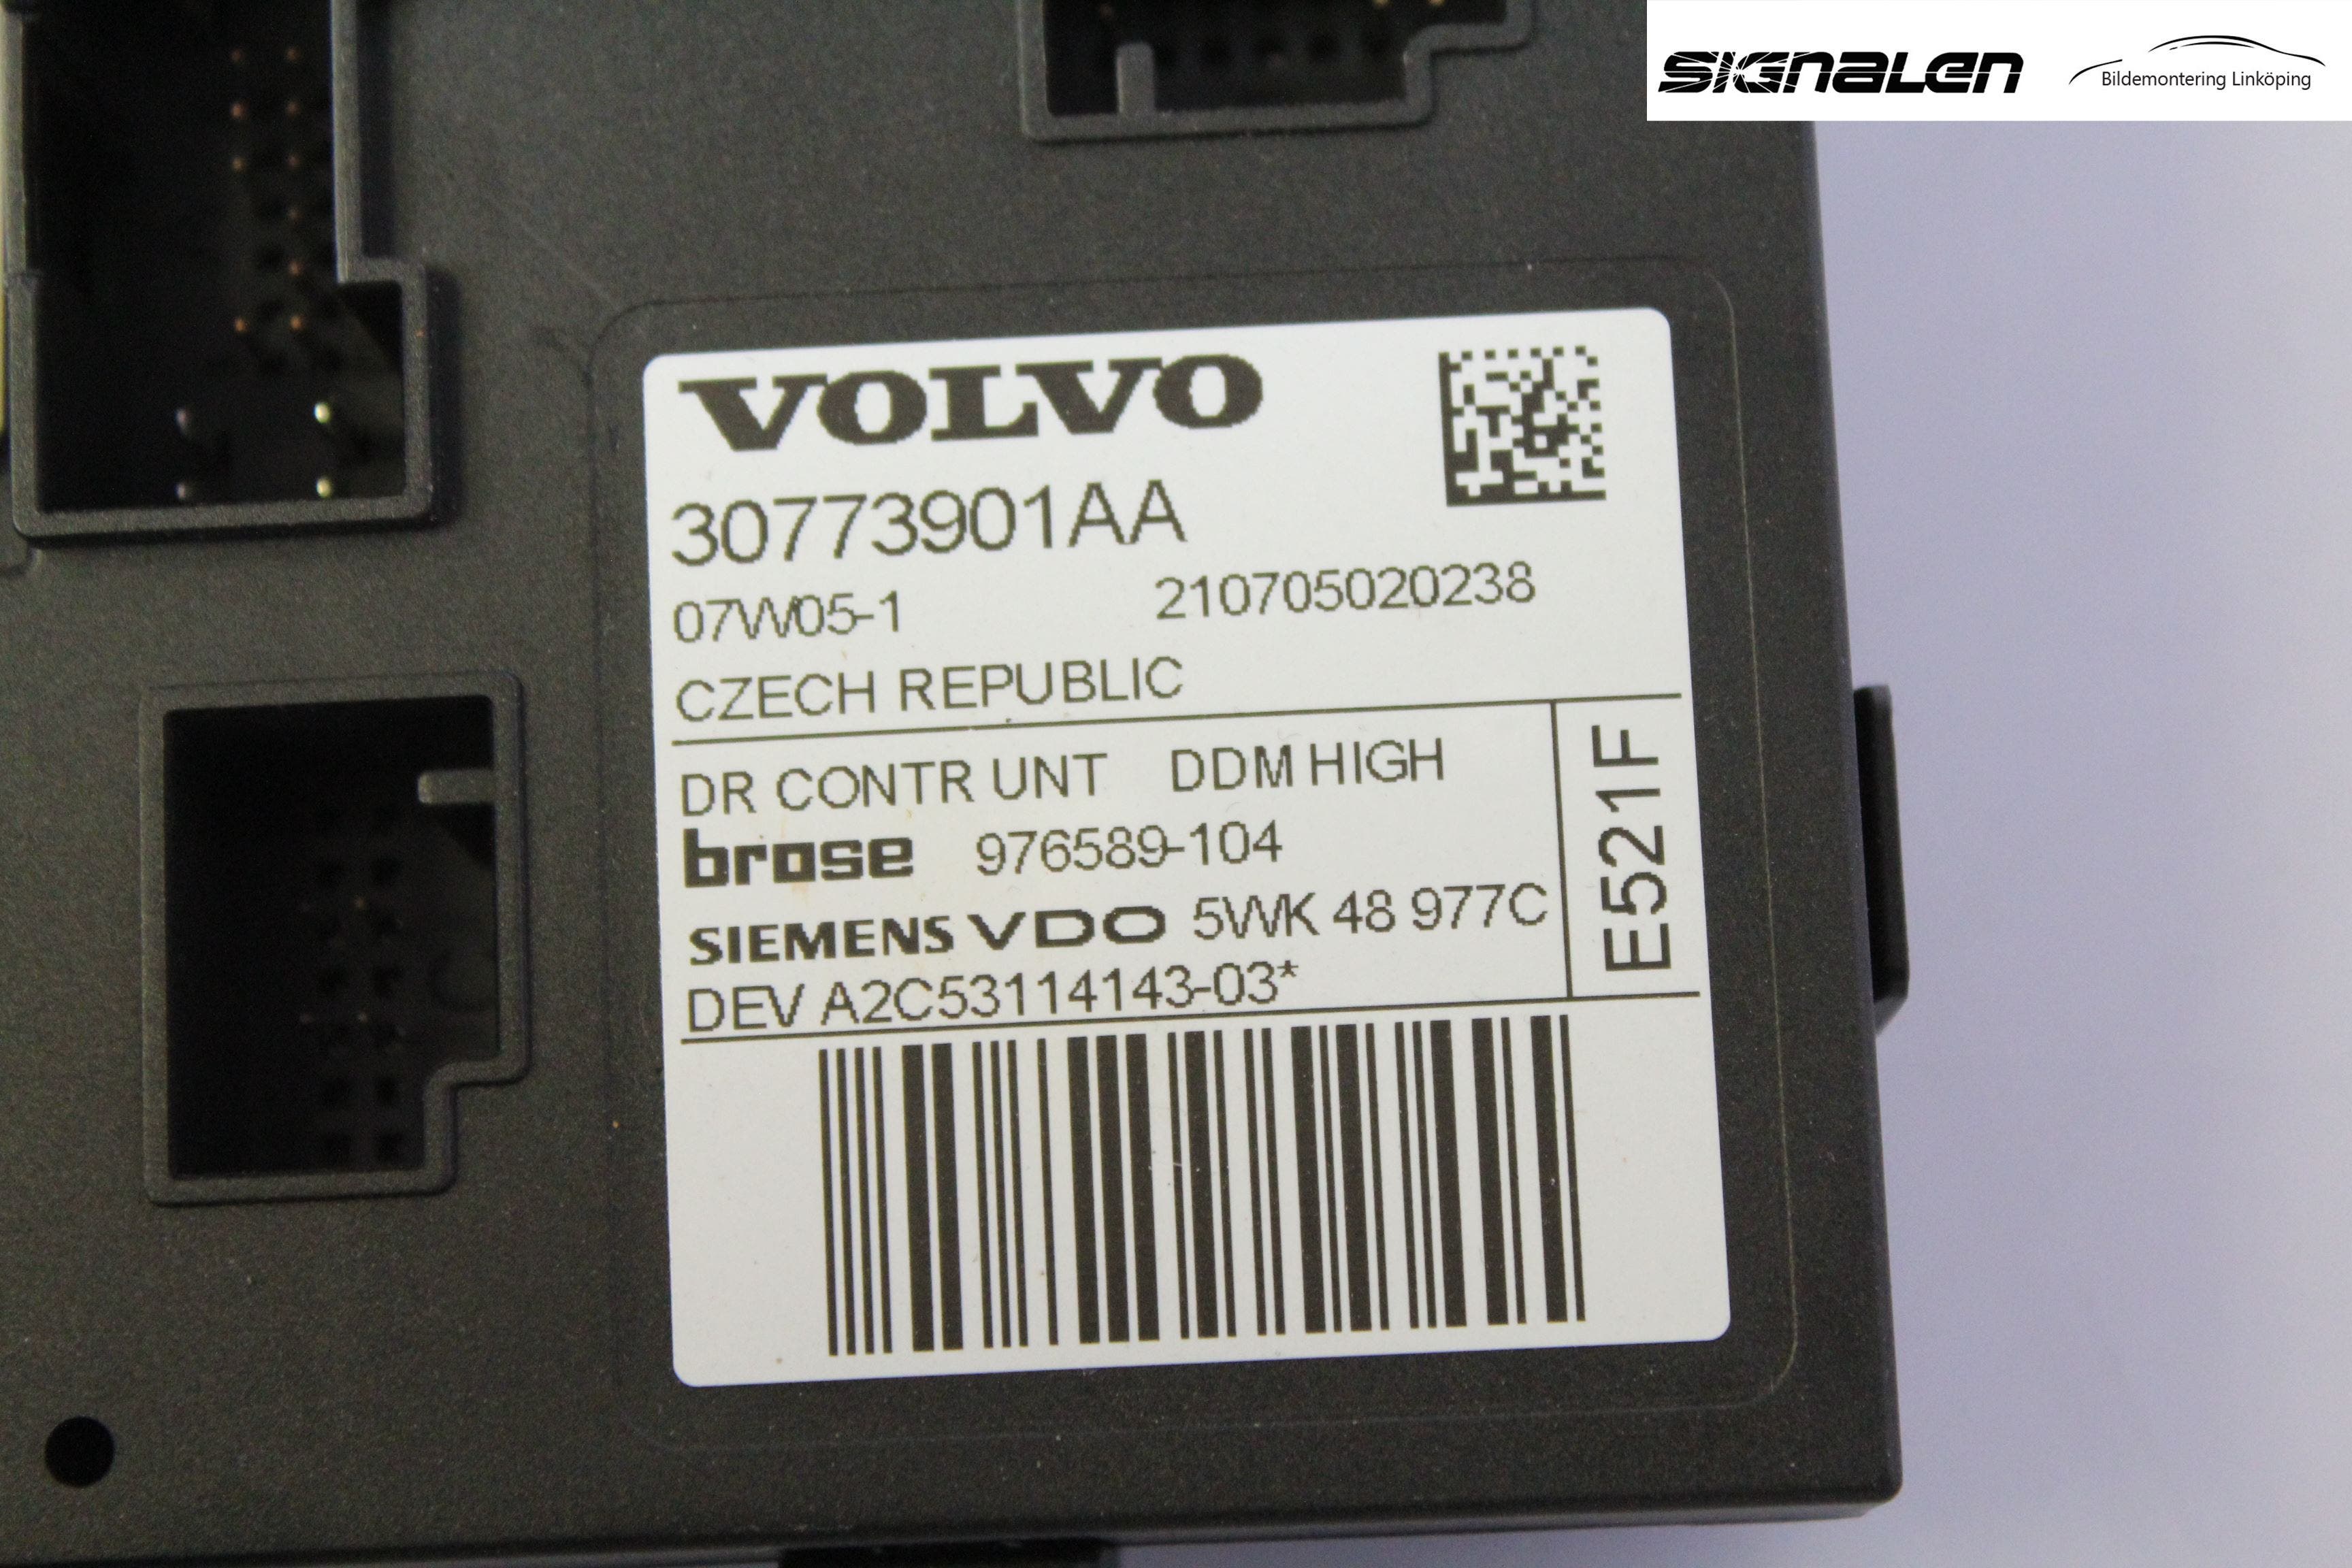 SIGNALEN
Bildemontering Linköping
VOLVO
30773901AA
07W05-1 210705020238
CZECH REPUBLIC
DR CONTR UNT DDM HIGH
brose 976589-104
SIEMENS VDO 5WK 48 977C
DEV A2C53114143-03*
E521F